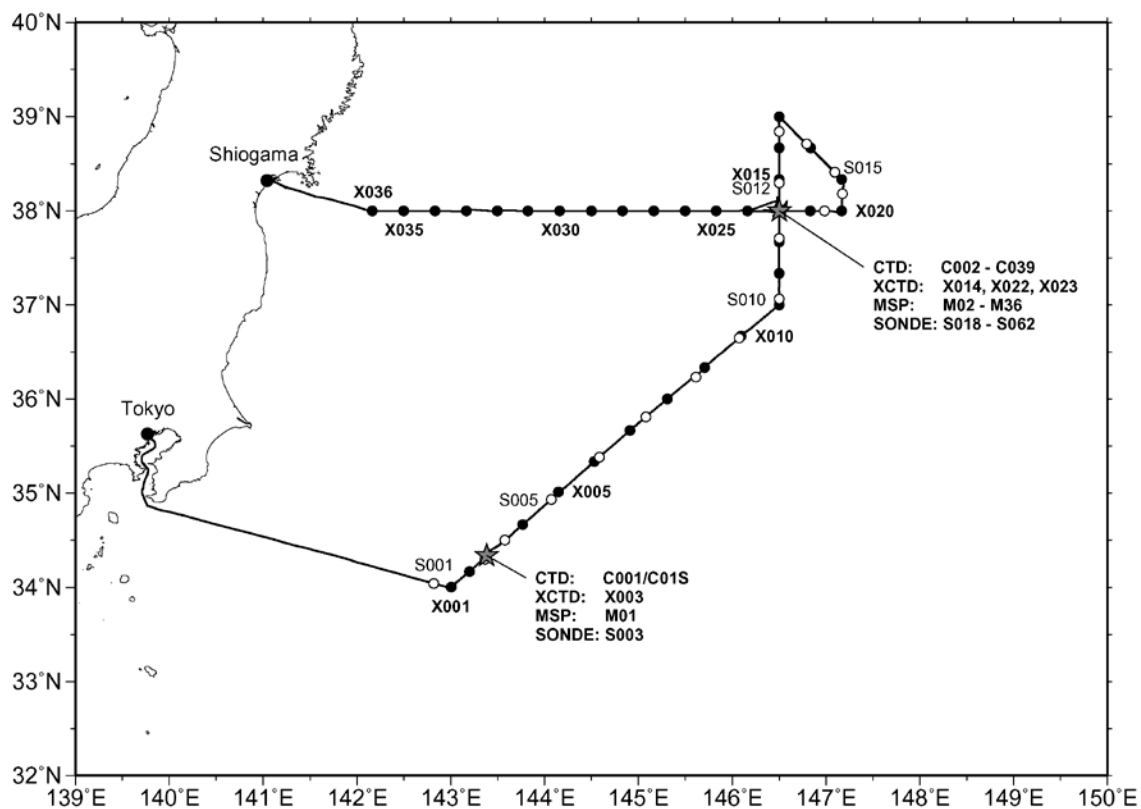 40˚N
39˚N
Shiogama
X015
S015
S012
X036
38˚N
X020
X035
X030
X025
CTD: C002 - C039
XCTD: X014, X022, X023
MSP: M02 - M36
SONDE: S018 - S062
37˚N
S010
X010
36˚N
Tokyo
35˚N
S005
X005
S001
34˚N
X001
CTD: C001/C01S
XCTD: X003
MSP: M01
SONDE: S003
33˚N
32˚N
139˚E 140˚E 141˚E 142˚E 143˚E 144˚E 145˚E 146˚E 147˚E 148˚E 149˚E 150˚E